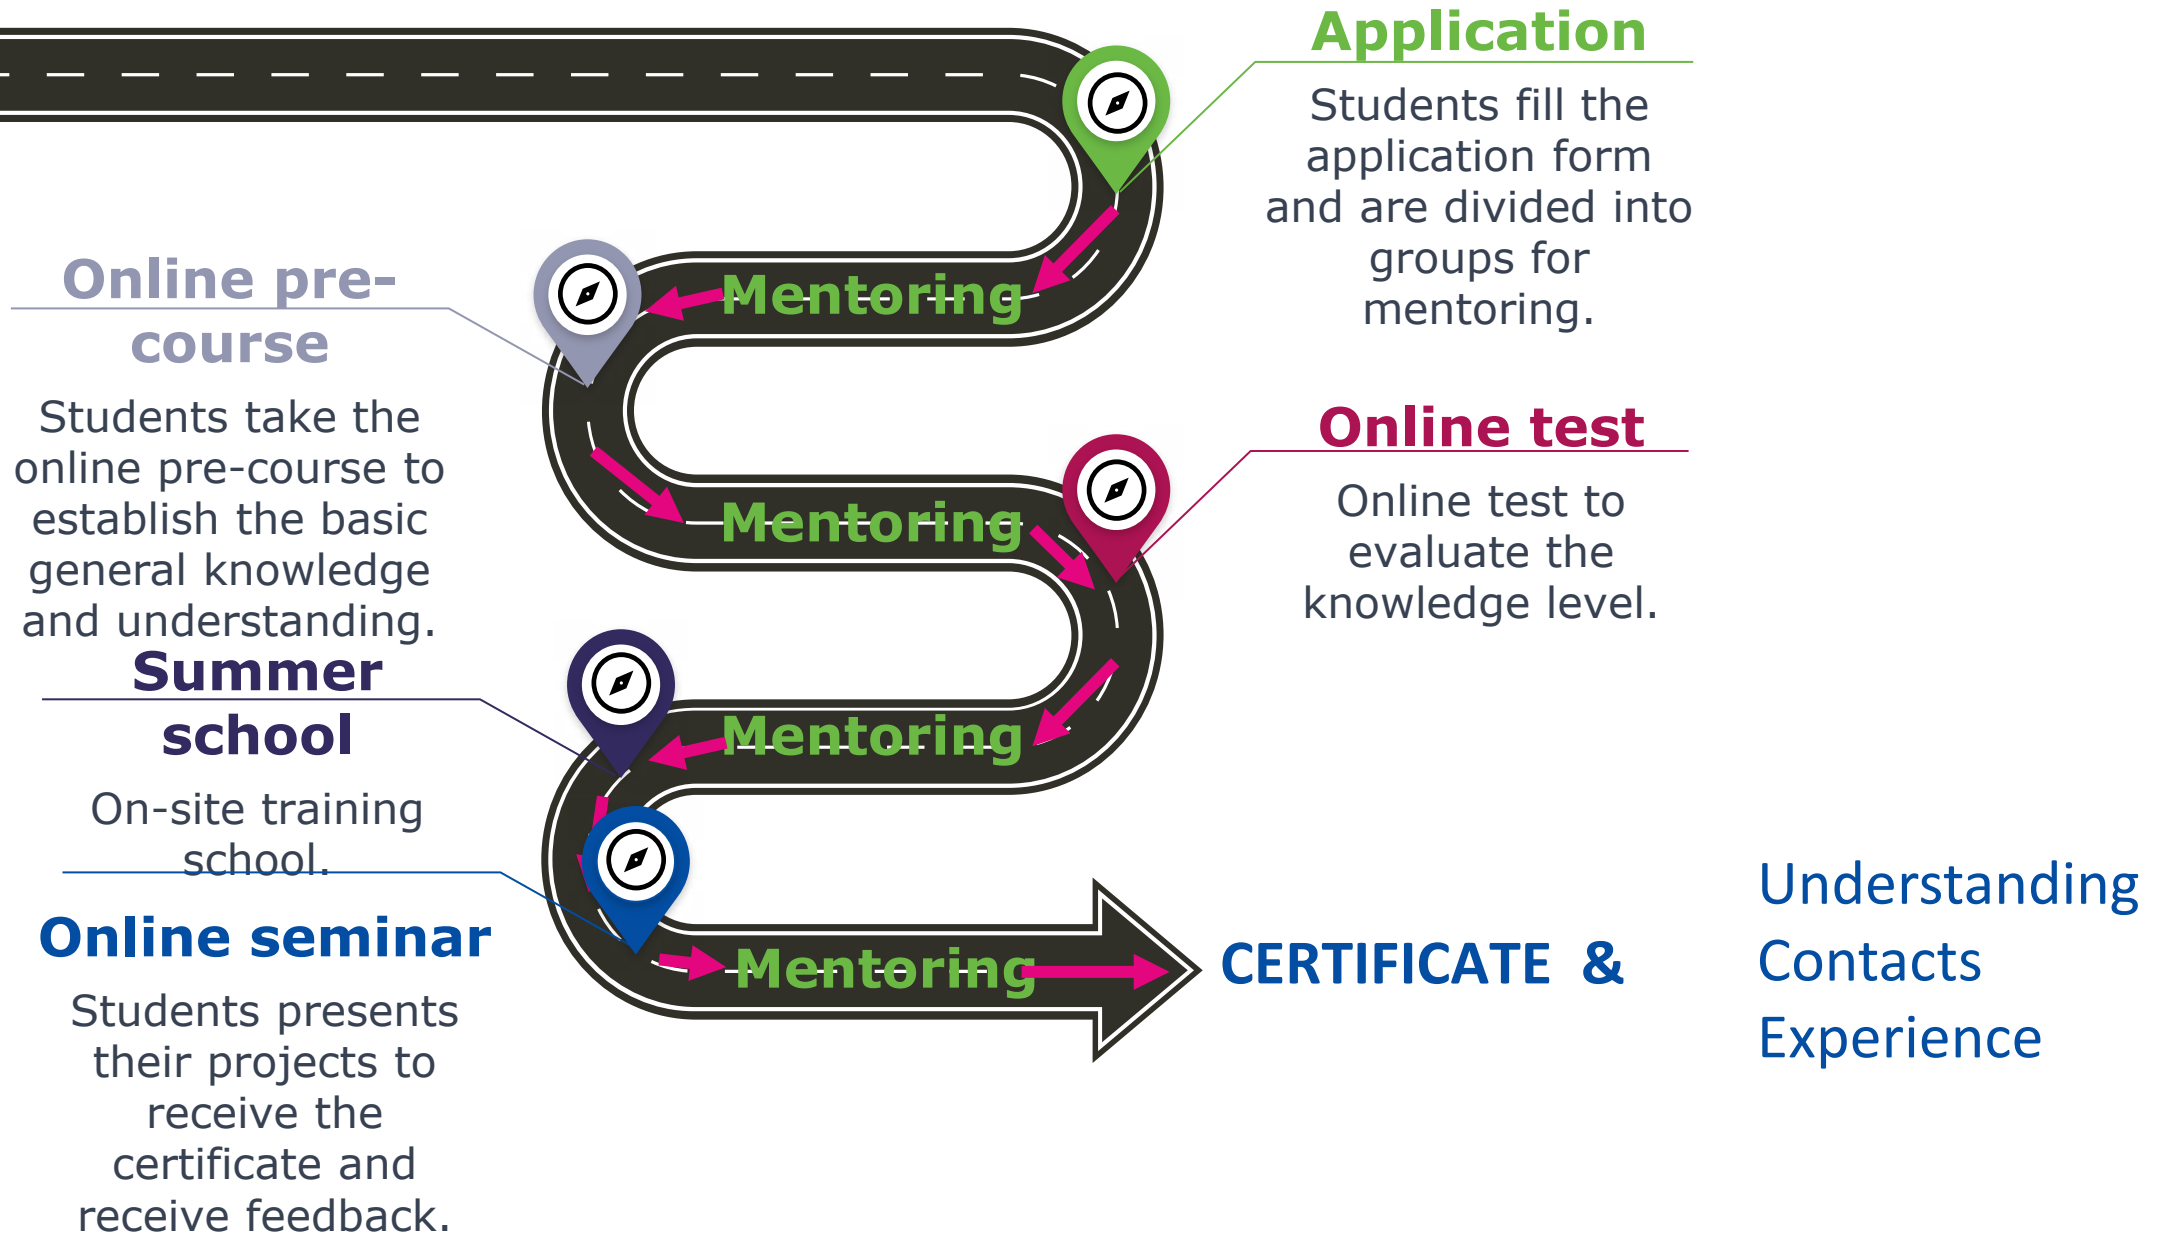 Application
Students fill the
application form
and are divided into
groups for
mentoring.
Mentoring
Online pre-
course
Students take the
online pre-course to
establish the basic
general knowledge
and understanding.
Mentoring
Online test
Online test to
evaluate the
knowledge level.
Mentoring
Summer
school
On-site training
school.
Online seminar
Students presents
their projects to
receive the
certificate and
receive feedback.
Mentoring
CERTIFICATE &
Understanding
Contacts
Experience